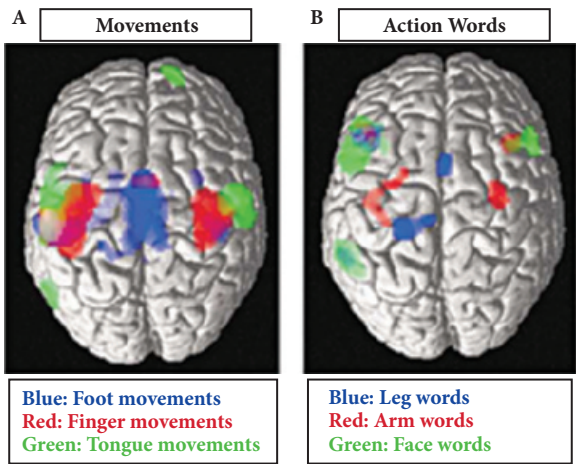 A
Movements
B
Action Words
Blue: Foot movements
Red: Finger movements
Green: Tongue movements
Blue: Leg words
Red: Arm words
Green: Face words